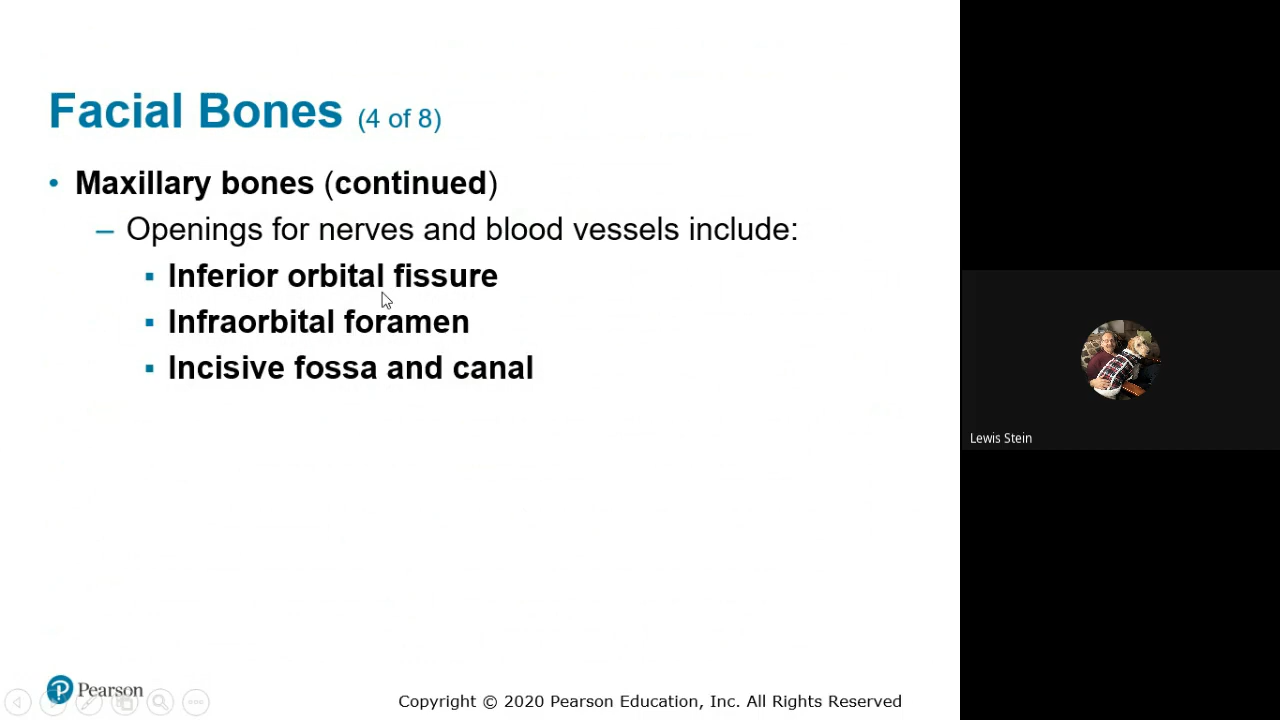 Facial Bones (4 of 8)
• Maxillary bones (continued)
– Openings for nerves and blood vessels include:
▪ Inferior orbital fissure
▪ Infraorbital foramen
▪ Incisive fossa and canal
Lewis Stein
Pearson
Copyright © 2020 Pearson Education, Inc. All Rights Reserved